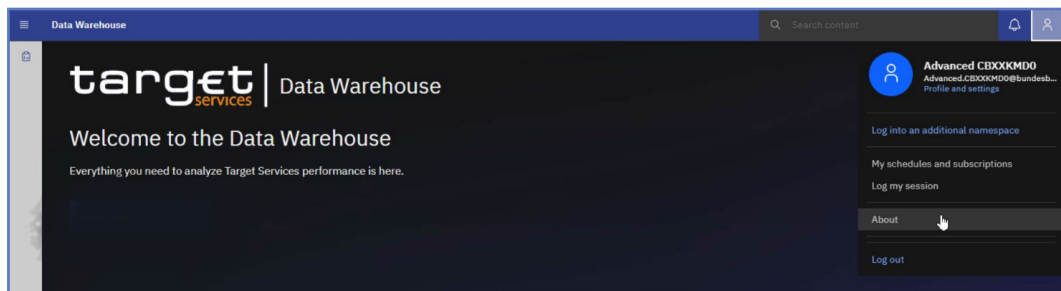 Data Warehouse
Search content
target
services
Data Warehouse
Welcome to the Data Warehouse
Everything you need to analyze Target Services performance is here.
Advanced CBXXKMD0
Advanced.CBXXKMD0@bundesb...
Profile and settings
Log into an additional namespace
My schedules and subscriptions
Log my session
About
Log out